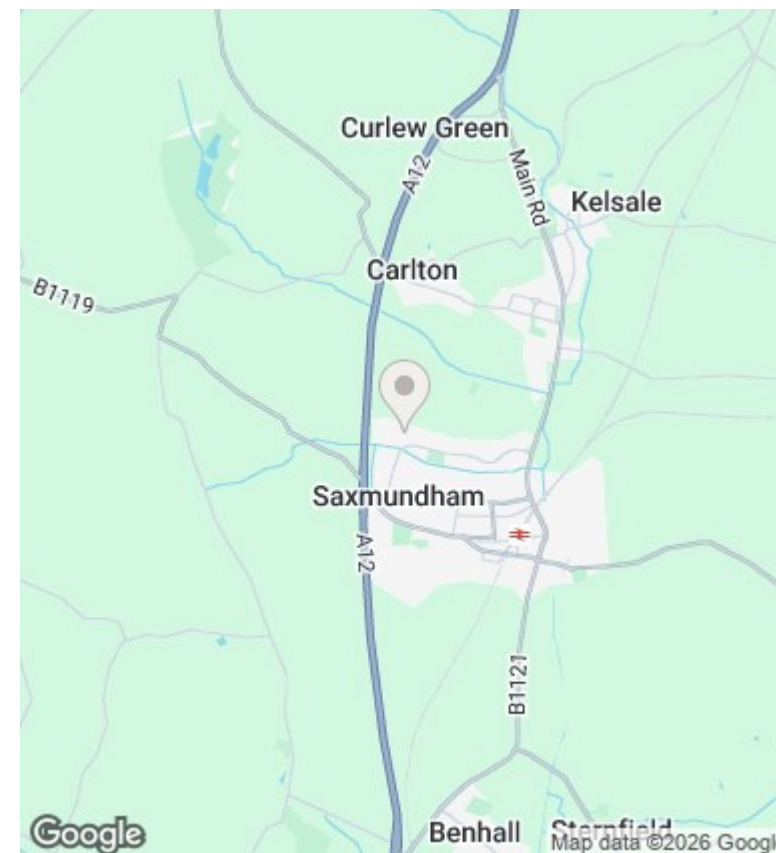 Curlew Green
A12
Main Rd
Kelsale
Carlton
B1119
Saxmundham
A12
B1121
Benhall
Sternfield
Google
Map data ©2026 Googl